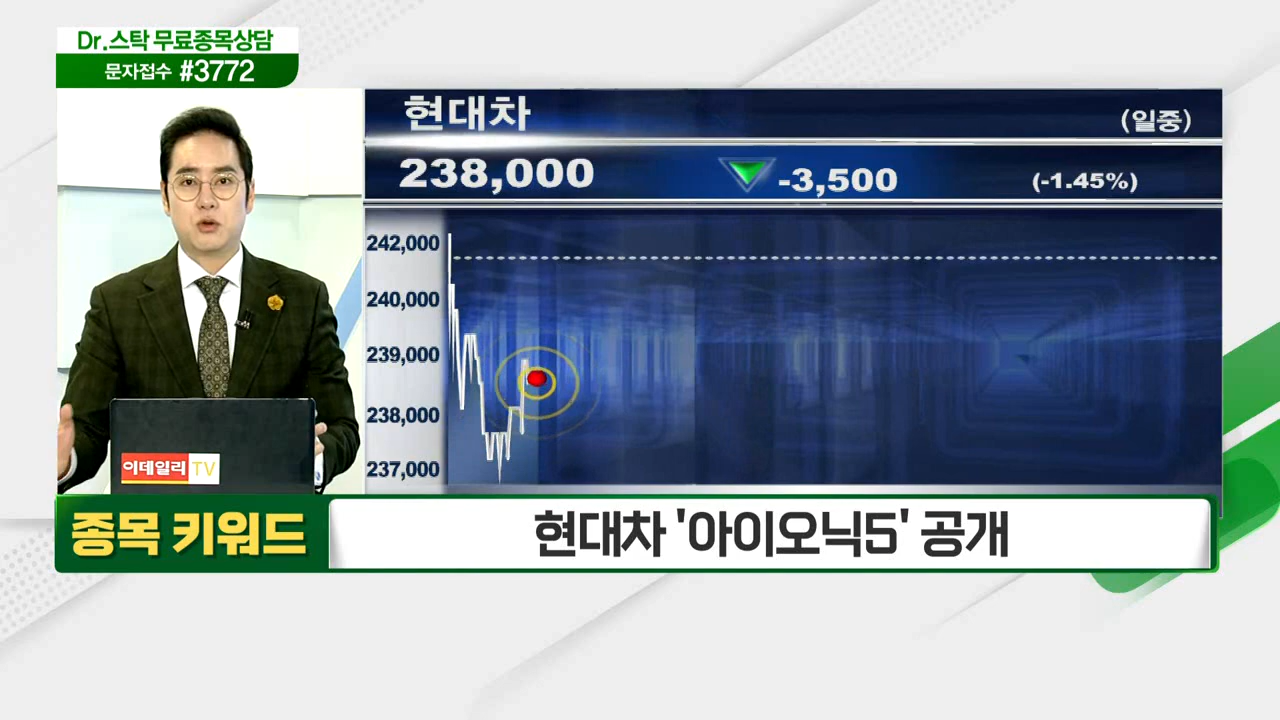 Dr.스탁 무료종목상담
문자접수 #3772
현대차 (일중)
238,000 -3,500 (-1.45%)
242,000
240,000
239,000
238,000
237,000
이데일리TV
종목 키워드
현대차 '아이오닉5' 공개